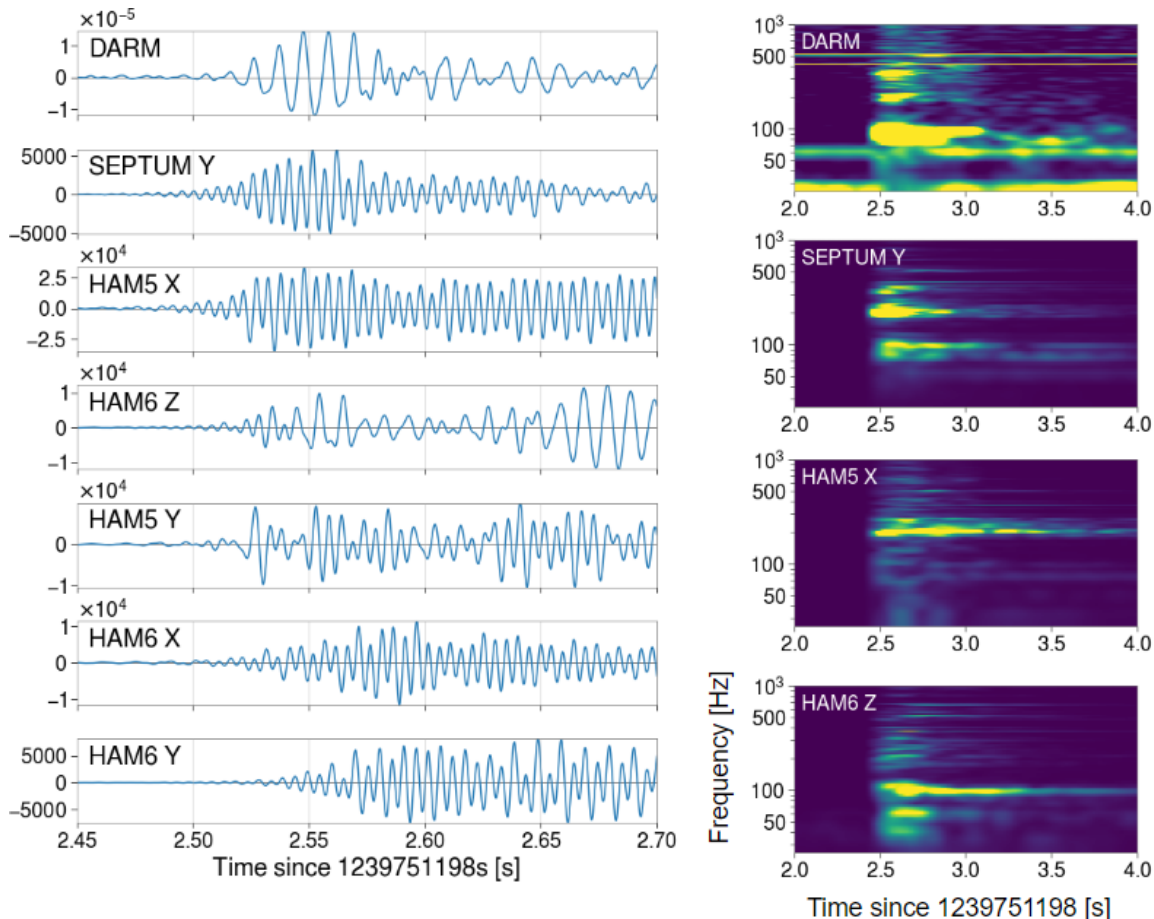 ×10⁻⁵
DARM
1
0
−1
SEPTUM Y
5000
0
−5000
×10⁴
HAM5 X
2.5
0.0
−2.5
×10⁴
HAM6 Z
1
0
−1
×10⁴
HAM5 Y
1
0
−1
×10⁴
HAM6 X
1
0
−1
HAM6 Y
5000
0
−5000
2.45 2.50 2.55 2.60 2.65 2.70
Time since 1239751198s [s]
DARM
10³
500
100
50
2.0 2.5 3.0 3.5 4.0
SEPTUM Y
10³
500
100
50
2.0 2.5 3.0 3.5 4.0
HAM5 X
10³
500
100
50
2.0 2.5 3.0 3.5 4.0
HAM6 Z
10³
500
100
50
2.0 2.5 3.0 3.5 4.0
Frequency [Hz]
Time since 1239751198 [s]